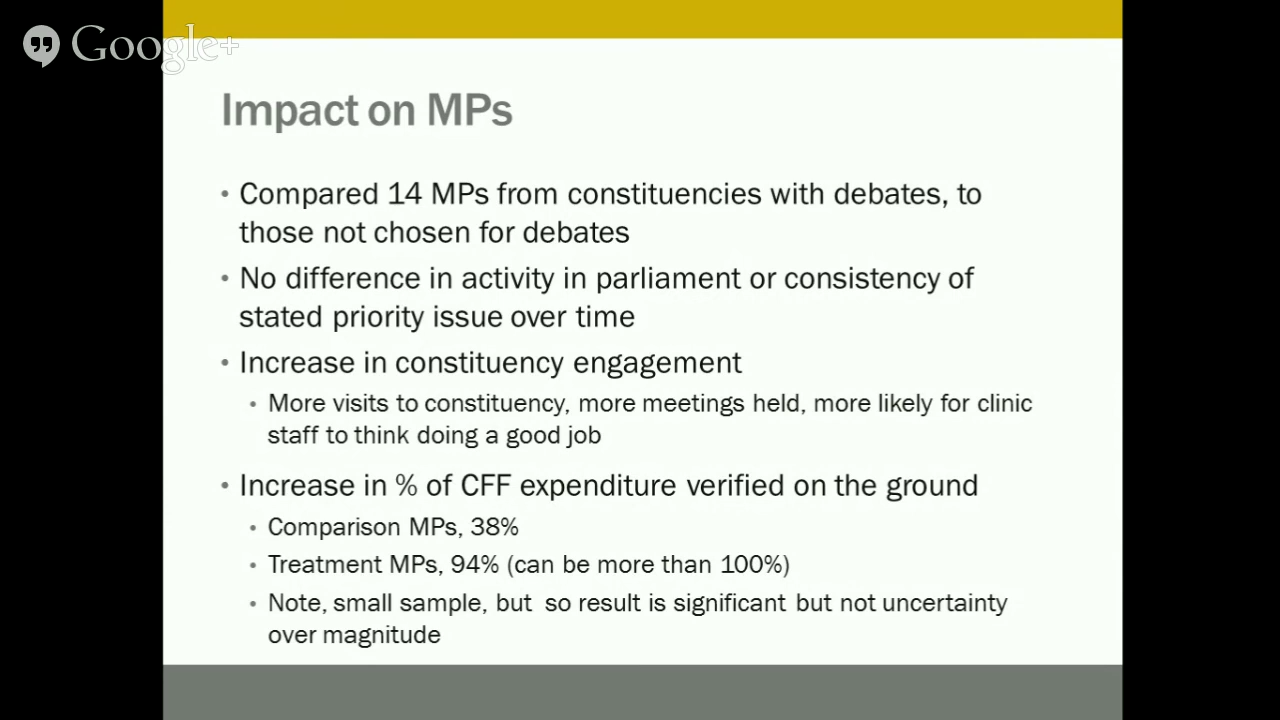 Google+
Impact on MPs
• Compared 14 MPs from constituencies with debates, to
those not chosen for debates
• No difference in activity in parliament or consistency of
stated priority issue over time
• Increase in constituency engagement
• More visits to constituency, more meetings held, more likely for clinic
staff to think doing a good job
• Increase in % of CFF expenditure verified on the ground
• Comparison MPs, 38%
• Treatment MPs, 94% (can be more than 100%)
• Note, small sample, but so result is significant but not uncertainty
over magnitude